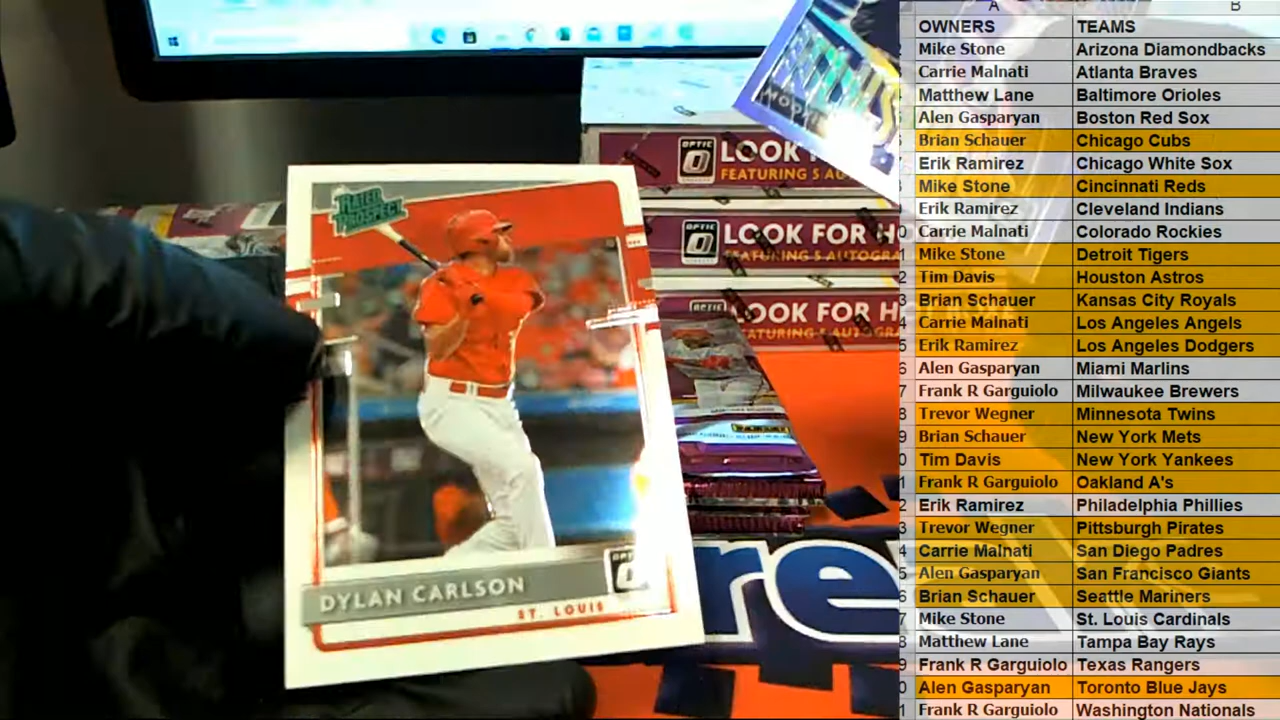 RATED PROSPECT
DYLAN CARLSON
ST. LOUIS
OPTIC
OPTIC
LOOK
FEATURING 5 AU
OPTIC
LOOK FOR H
FEATURING 5 AUTOGRA
OPTIC
LOOK FOR H
FEATURING 5 AUTOGR
re
A B
OWNERS TEAMS
Mike Stone Arizona Diamondbacks
Carrie Malnati Atlanta Braves
Matthew Lane Baltimore Orioles
Alen Gasparyan Boston Red Sox
Brian Schauer Chicago Cubs
Erik Ramirez Chicago White Sox
Mike Stone Cincinnati Reds
Erik Ramirez Cleveland Indians
Carrie Malnati Colorado Rockies
Mike Stone Detroit Tigers
Tim Davis Houston Astros
Brian Schauer Kansas City Royals
Carrie Malnati Los Angeles Angels
Erik Ramirez Los Angeles Dodgers
Alen Gasparyan Miami Marlins
Frank R Garguiolo Milwaukee Brewers
Trevor Wegner Minnesota Twins
Brian Schauer New York Mets
Tim Davis New York Yankees
Frank R Garguiolo Oakland A's
Erik Ramirez Philadelphia Phillies
Trevor Wegner Pittsburgh Pirates
Carrie Malnati San Diego Padres
Alen Gasparyan San Francisco Giants
Brian Schauer Seattle Mariners
Mike Stone St. Louis Cardinals
Matthew Lane Tampa Bay Rays
Frank R Garguiolo Texas Rangers
Alen Gasparyan Toronto Blue Jays
Frank R Garguiolo Washington Nationals